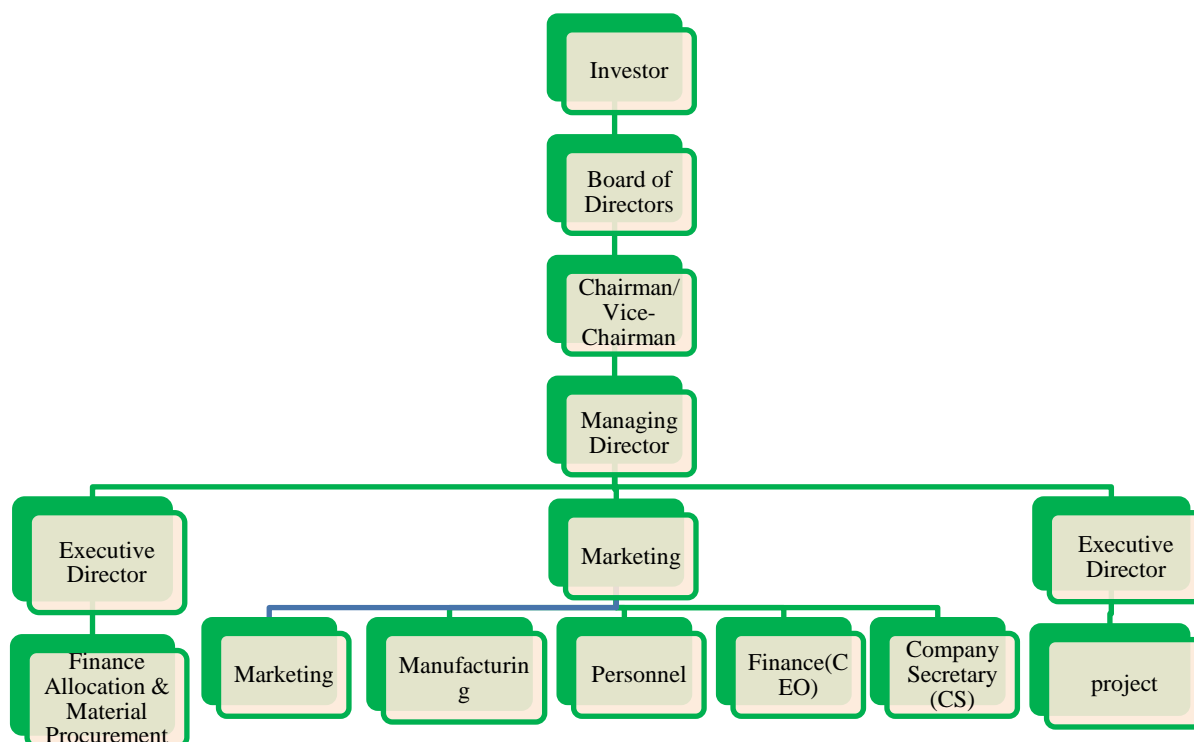 Investor
Board of
Directors
Chairman/
Vice-
Chairman
Managing
Director
Executive
Director
Marketing
Executive
Director
Finance
Allocation &
Material
Procurement
Marketing
Manufacturin
g
Personnel
Finance(C
EO)
Company
Secretary
(CS)
project